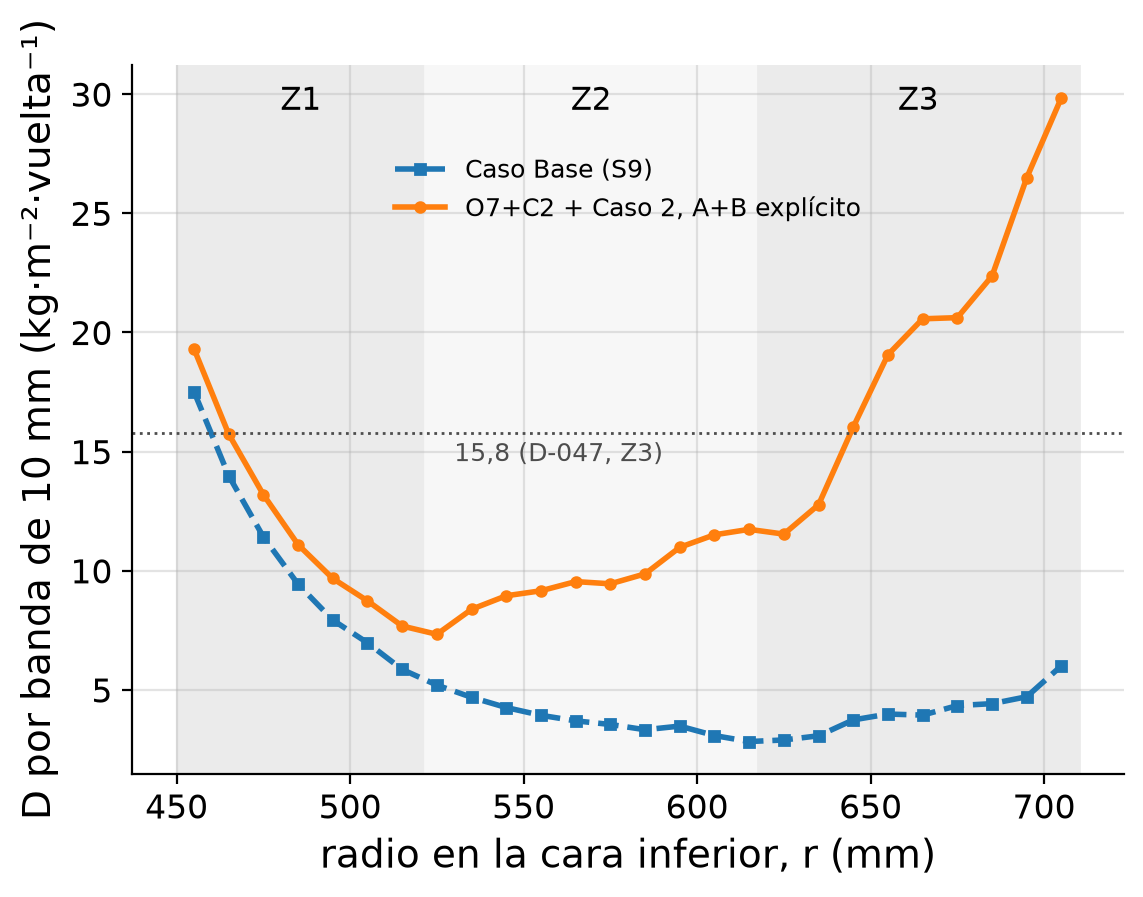 D por banda de 10 mm (kg·m⁻²·vuelta⁻¹)
30
25
20
15
10
5
Z1
Z2
Z3
Caso Base (S9)
O7+C2 + Caso 2, A+B explícito
15,8 (D-047, Z3)
450
500
550
600
650
700
radio en la cara inferior, r (mm)